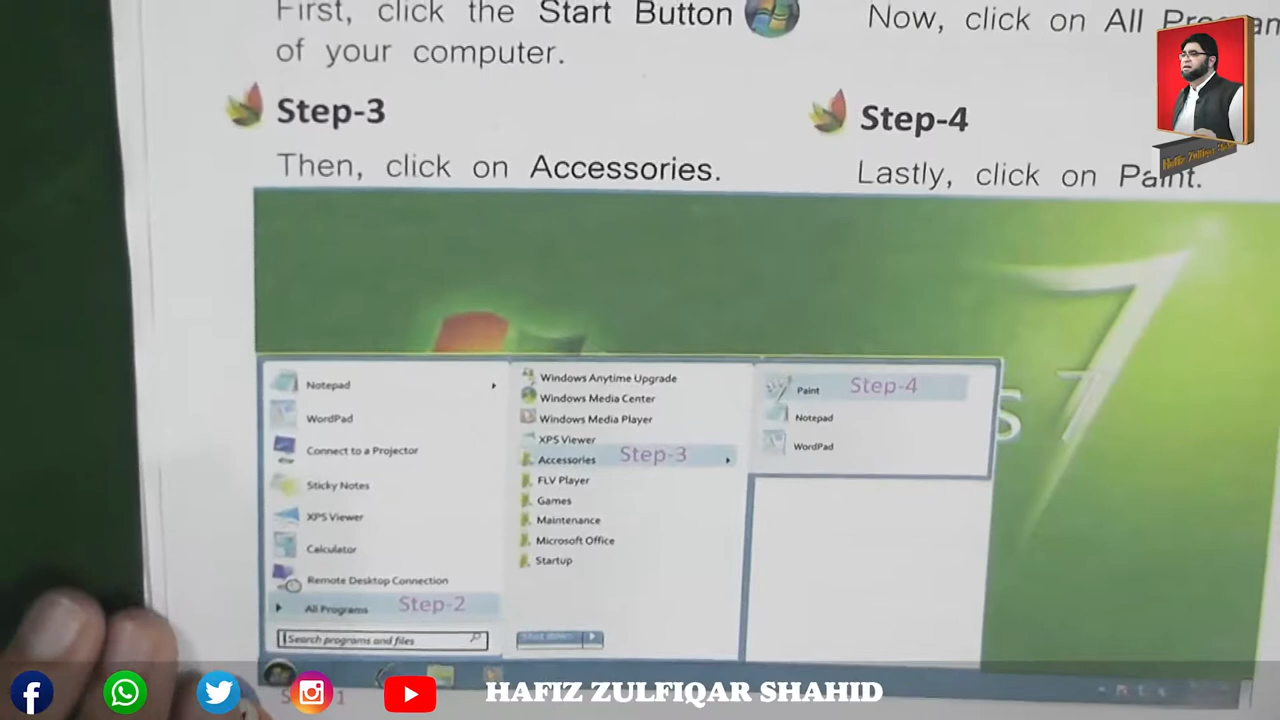 First, click the Start Button
of your computer.
Now, click on All
Step-3
Then, click on Accessories.
Step-4
Lastly, click on Paint.
7
s
Notepad
WordPad
Connect to a Projector
Sticky Notes
XPS Viewer
Calculator
Remote Desktop Connection
All Programs Step-2
Search programs and files
Windows Anytime Upgrade
Windows Media Center
Windows Media Player
XPS Viewer
Accessories Step-3
FLV Player
Games
Maintenance
Microsoft Office
Startup
Paint Step-4
Notepad
WordPad
Hafiz Zulfiqar
HAFIZ ZULFIQAR SHAHID